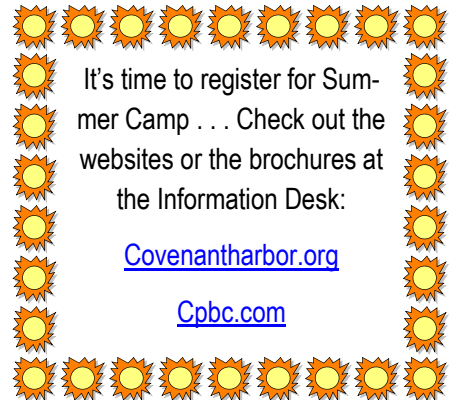 It’s time to register for Sum-
mer Camp . . . Check out the
websites or the brochures at
the Information Desk:
Covenantharbor.org
Cpbc.com